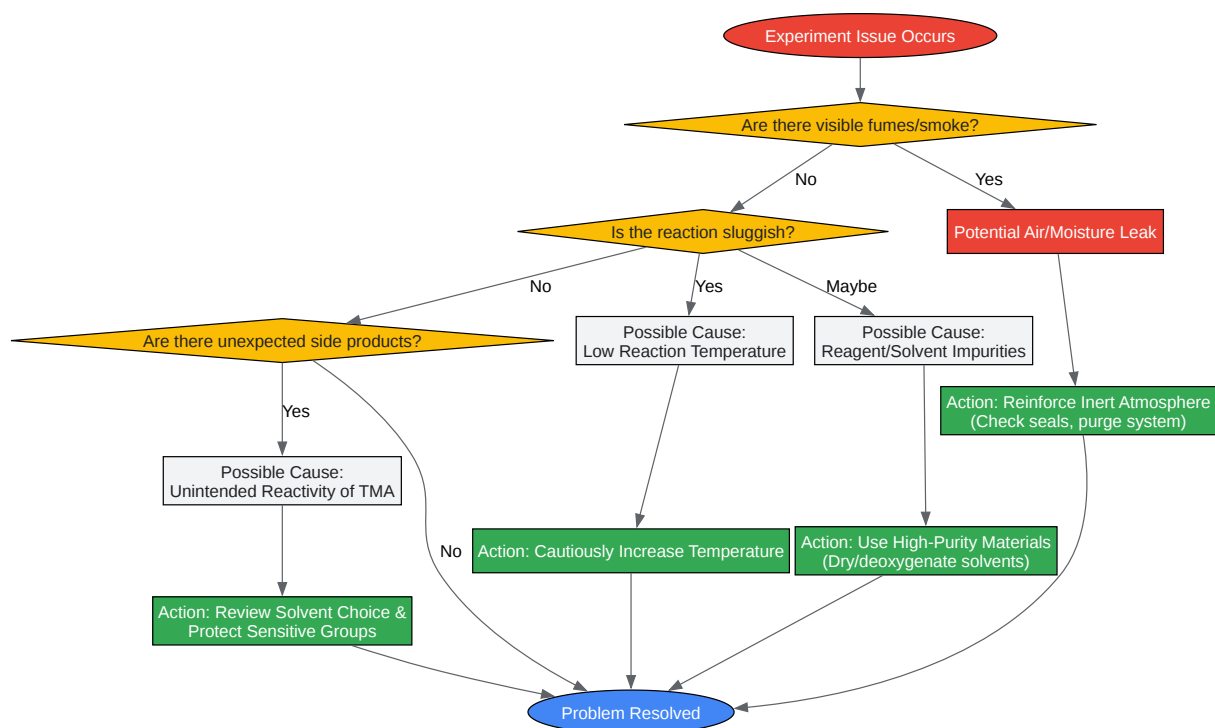 Experiment Issue Occurs
Are there visible fumes/smoke?
No
Yes
Is the reaction sluggish?
Potential Air/Moisture Leak
No
Yes
Maybe
Are there unexpected side products?
Possible Cause:
Low Reaction Temperature
Possible Cause:
Reagent/Solvent Impurities
Action: Reinforce Inert Atmosphere
(Check seals, purge system)
Yes
Possible Cause:
Unintended Reactivity of TMA
No
Action: Cautiously Increase Temperature
Action: Use High-Purity Materials
(Dry/deoxygenate solvents)
Action: Review Solvent Choice &
Protect Sensitive Groups
Problem Resolved